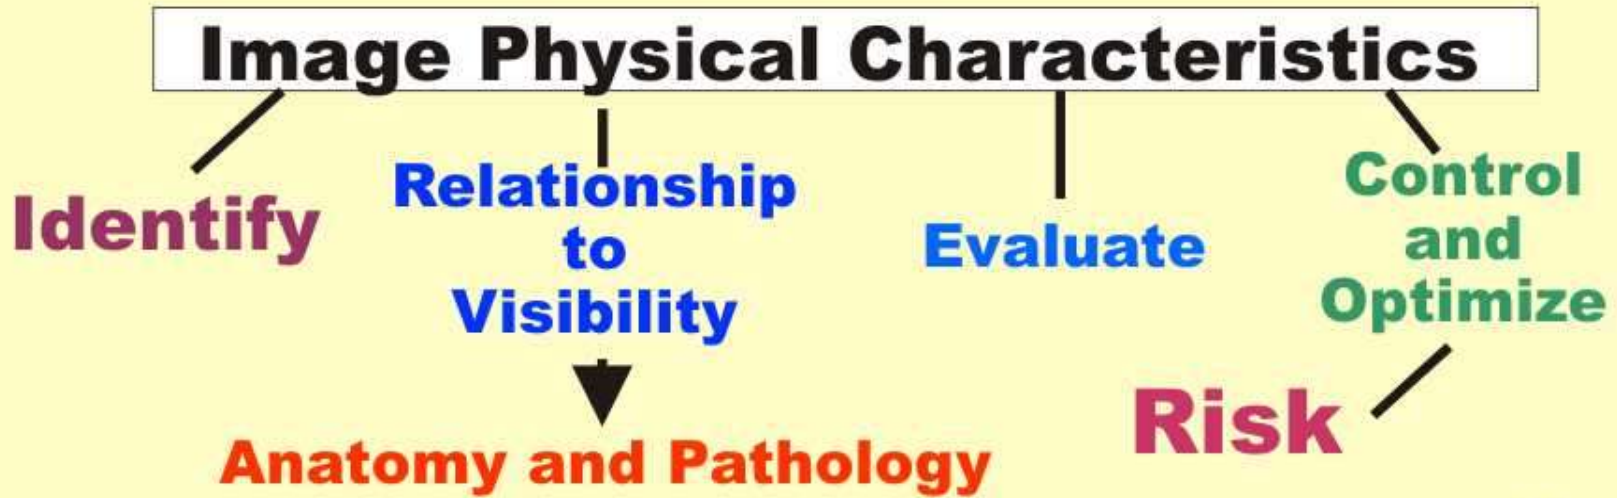 Image Physical Characteristics
Identify
Relationship
to
Visibility
Anatomy and Pathology
Evaluate
Control
and
Optimize
Risk